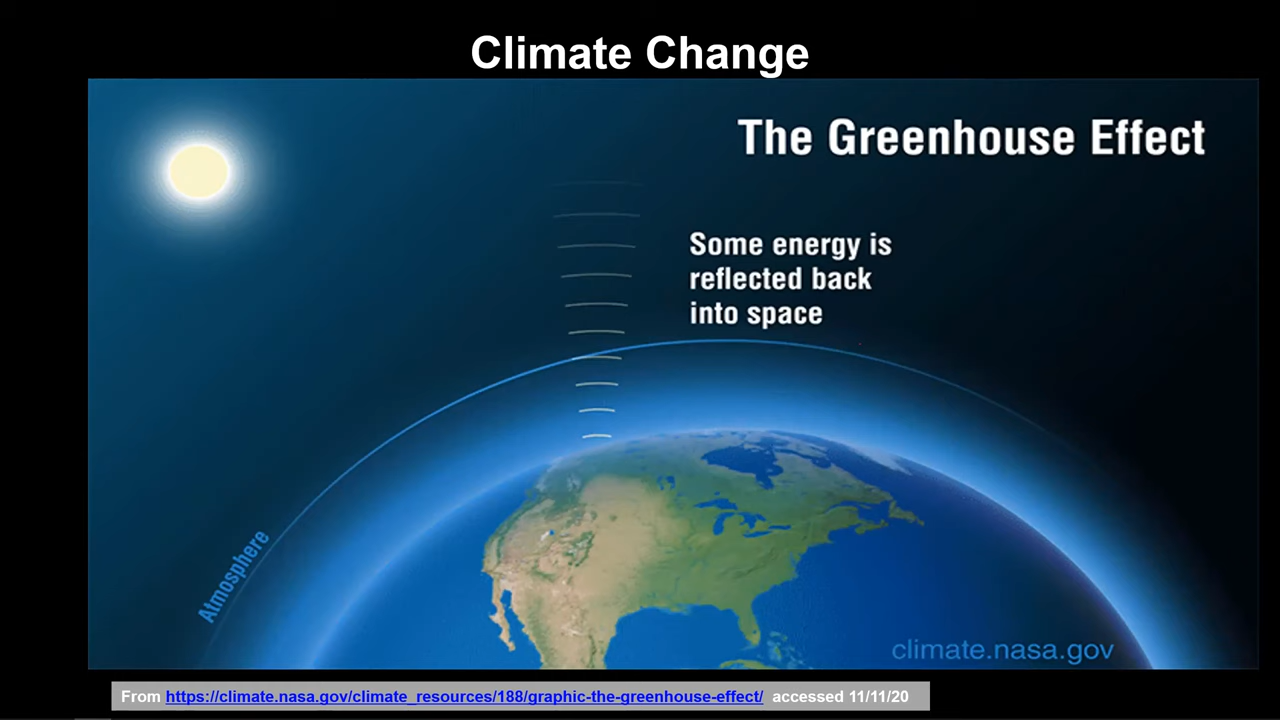 Climate Change
The Greenhouse Effect
Some energy is
reflected back
into space
Atmosphere
climate.nasa.gov
From https://climate.nasa.gov/climate_resources/188/graphic-the-greenhouse-effect/ accessed 11/11/20